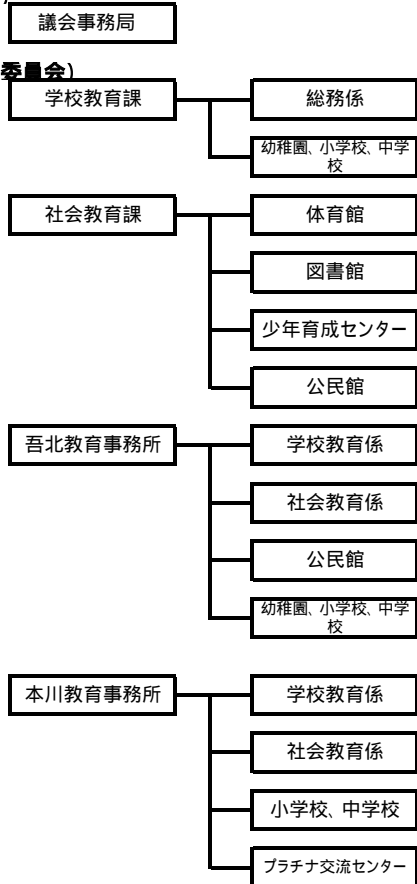 議会事務局
委員会)
学校教育課
総務係
幼稚園、小学校、中学
校
社会教育課
体育館
図書館
少年育成センター
公民館
吾北教育事務所
学校教育係
社会教育係
公民館
幼稚園、小学校、中学
校
本川教育事務所
学校教育係
社会教育係
小学校、中学校
プラチナ交流センター